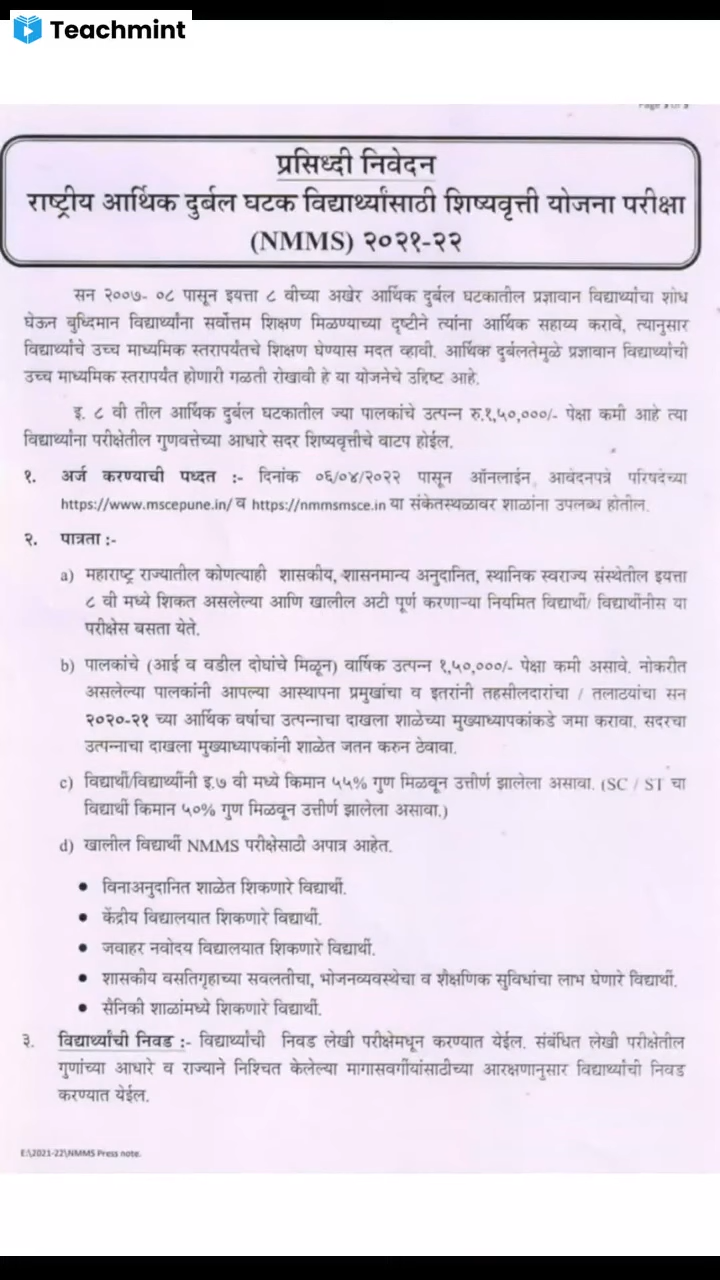 Teachmint
Page 1 of 3
प्रसिध्दी निवेदन
राष्ट्रीय आर्थिक दुर्बल घटक विद्यार्थ्यांसाठी शिष्यवृत्ती योजना परीक्षा
(NMMS) २०२१-२२
सन २००७- ०८ पासून इयत्ता ८ वीच्या अखेर आर्थिक दुर्बल घटकातील प्रज्ञावान विद्यार्थ्यांचा शोध
घेऊन बुध्दिमान विद्यार्थ्यांना सर्वोत्तम शिक्षण मिळण्याच्या दृष्टीने त्यांना आर्थिक सहाय्य करावे, त्यानुसार
विद्यार्थ्यांचे उच्च माध्यमिक स्तरापर्यंतचे शिक्षण घेण्यास मदत व्हावी. आर्थिक दुर्बलतेमुळे प्रज्ञावान विद्यार्थ्यांची
उच्च माध्यमिक स्तरापर्यंत होणारी गळती रोखावी हे या योजनेचे उद्दिष्ट आहे.
इ. ८ वी तील आर्थिक दुर्बल घटकातील ज्या पालकांचे उत्पन्न रु.१,५०,०००/- पेक्षा कमी आहे त्या
विद्यार्थ्यांना परीक्षेतील गुणवत्तेच्या आधारे सदर शिष्यवृत्तीचे वाटप होईल.
१. अर्ज करण्याची पध्दत :- दिनांक ०६/०४/२०२२ पासून ऑनलाईन आवेदनपत्रे परिषदेच्या
https://www.mscepune.in/ व https://nmmsmsce.in या संकेतस्थळावर शाळांना उपलब्ध होतील.
२. पात्रता :-
a) महाराष्ट्र राज्यातील कोणत्याही शासकीय, शासनमान्य अनुदानित, स्थानिक स्वराज्य संस्थेतील इयत्ता
८ वी मध्ये शिकत असलेल्या आणि खालील अटी पूर्ण करणाऱ्या नियमित विद्यार्थी/ विद्यार्थीनीस या
परीक्षेस बसता येते.
b) पालकांचे (आई व वडील दोघांचे मिळून) वार्षिक उत्पन्न १,५०,०००/- पेक्षा कमी असावे. नोकरीत
असलेल्या पालकांनी आपल्या आस्थापना प्रमुखांचा व इतरांनी तहसीलदारांचा / तलाठयांचा सन
२०२०-२१ च्या आर्थिक वर्षाचा उत्पन्नाचा दाखला शाळेच्या मुख्याध्यापकांकडे जमा करावा. सदरचा
उत्पन्नाचा दाखला मुख्याध्यापकांनी शाळेत जतन करुन ठेवावा.
c) विद्यार्थी/विद्यार्थ्यींनी इ.७ वी मध्ये किमान ५५% गुण मिळवून उत्तीर्ण झालेला असावा. (SC / ST चा
विद्यार्थी किमान ५०% गुण मिळवून उत्तीर्ण झालेला असावा.)
d) खालील विद्यार्थी NMMS परीक्षेसाठी अपात्र आहेत.
• विनाअनुदानित शाळेत शिकणारे विद्यार्थी.
• केंद्रीय विद्यालयात शिकणारे विद्यार्थी.
• जवाहर नवोदय विद्यालयात शिकणारे विद्यार्थी.
• शासकीय वसतिगृहाच्या सवलतीचा, भोजनव्यवस्थेचा व शैक्षणिक सुविधांचा लाभ घेणारे विद्यार्थी.
• सैनिकी शाळांमध्ये शिकणारे विद्यार्थी.
३. विद्यार्थ्यांची निवड :- विद्यार्थ्यांची निवड लेखी परीक्षेमधून करण्यात येईल. संबंधित लेखी परीक्षेतील
गुणांच्या आधारे व राज्याने निश्चित केलेल्या मागासवर्गीयांसाठीच्या आरक्षणानुसार विद्यार्थ्यांची निवड
करण्यात येईल.
E:\2021-22\NMMS Press note.